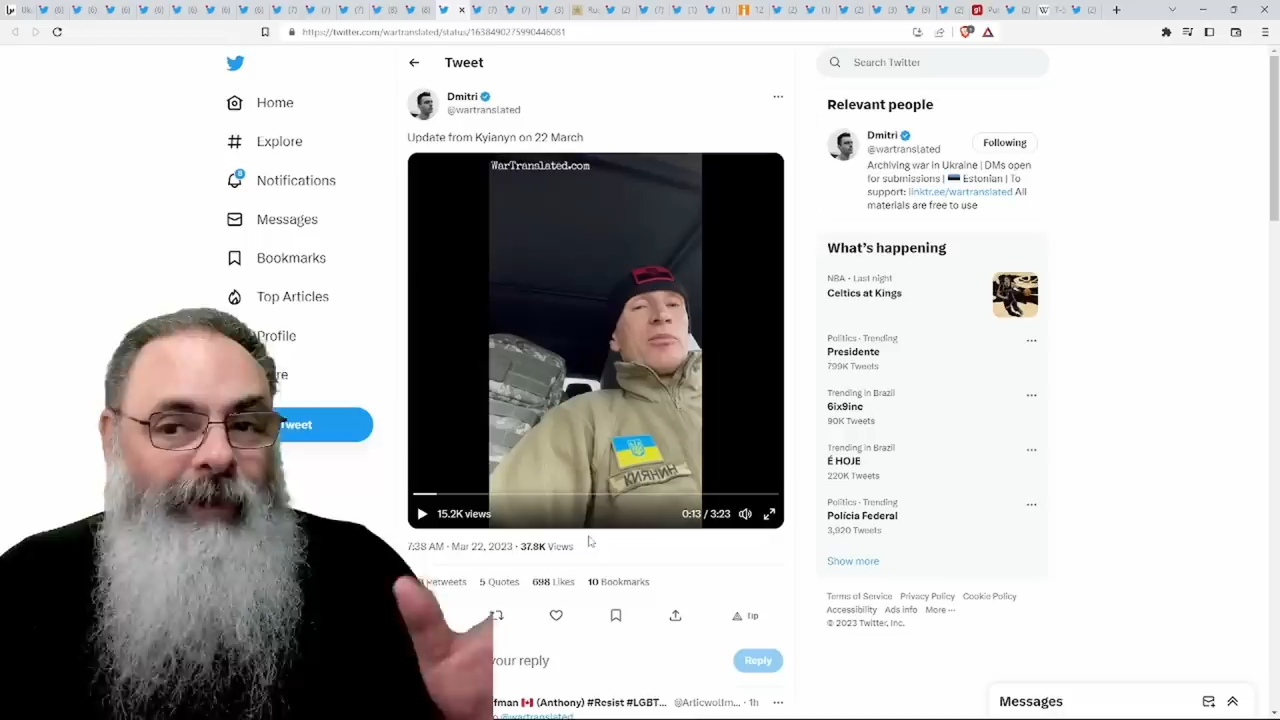 https://twitter.com/wartranslated/status/1638490275990446081
Home
Explore
Notifications
Messages
Bookmarks
Top Articles
Profile
Tweet
Dmitri
@wartranslated
Update from Kyianyn on 22 March
WarTranslated.com
15.2K views
0:13 / 3:23
7:38 AM · Mar 22, 2023 · 37.8K Views
Retweets 5 Quotes 698 Likes 10 Bookmarks
Tip
your reply
Reply
(Anthony) #Resist #LGBT...
· 1h
@wartranslated
Search Twitter
Relevant people
Dmitri
@wartranslated
Following
Archiving war in Ukraine | DMs open
for submissions | Estonian | To
support: linktr.ee/wartranslated All
materials are free to use
What's happening
NBA · Last night
Celtics at Kings
Politics · Trending
Presidente
799K Tweets
Trending in Brazil
6ix9ine
90K Tweets
Trending in Brazil
É HOJE
220K Tweets
Politics · Trending
Polícia Federal
3,920 Tweets
Show more
Terms of Service Privacy Policy Cookie Policy
Accessibility Ads info More ···
© 2023 Twitter, Inc.
Messages